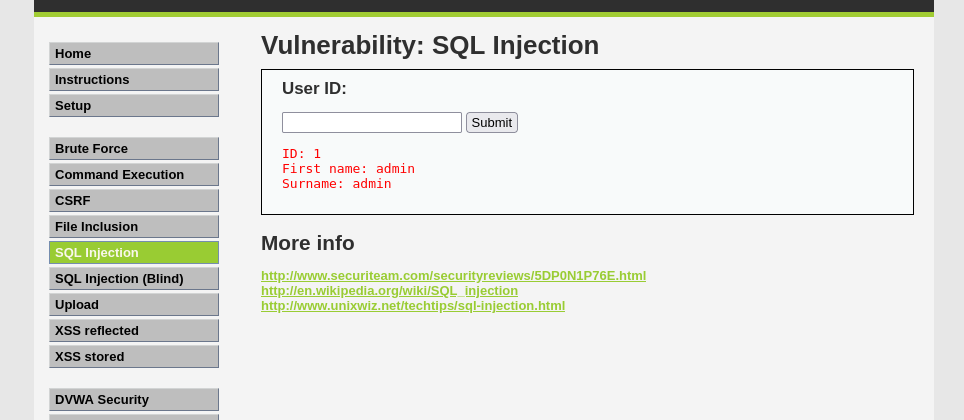 Home
Instructions
Setup
Brute Force
Command Execution
CSRF
File Inclusion
SQL Injection
SQL Injection (Blind)
Upload
XSS reflected
XSS stored
DVWA Security
Vulnerability: SQL Injection
User ID:
Submit
ID: 1
First name: admin
Surname: admin
More info
http://www.securiteam.com/securityreviews/5DP0N1P76E.html
http://en.wikipedia.org/wiki/SQL_injection
http://www.unixwiz.net/techtips/sql-injection.html